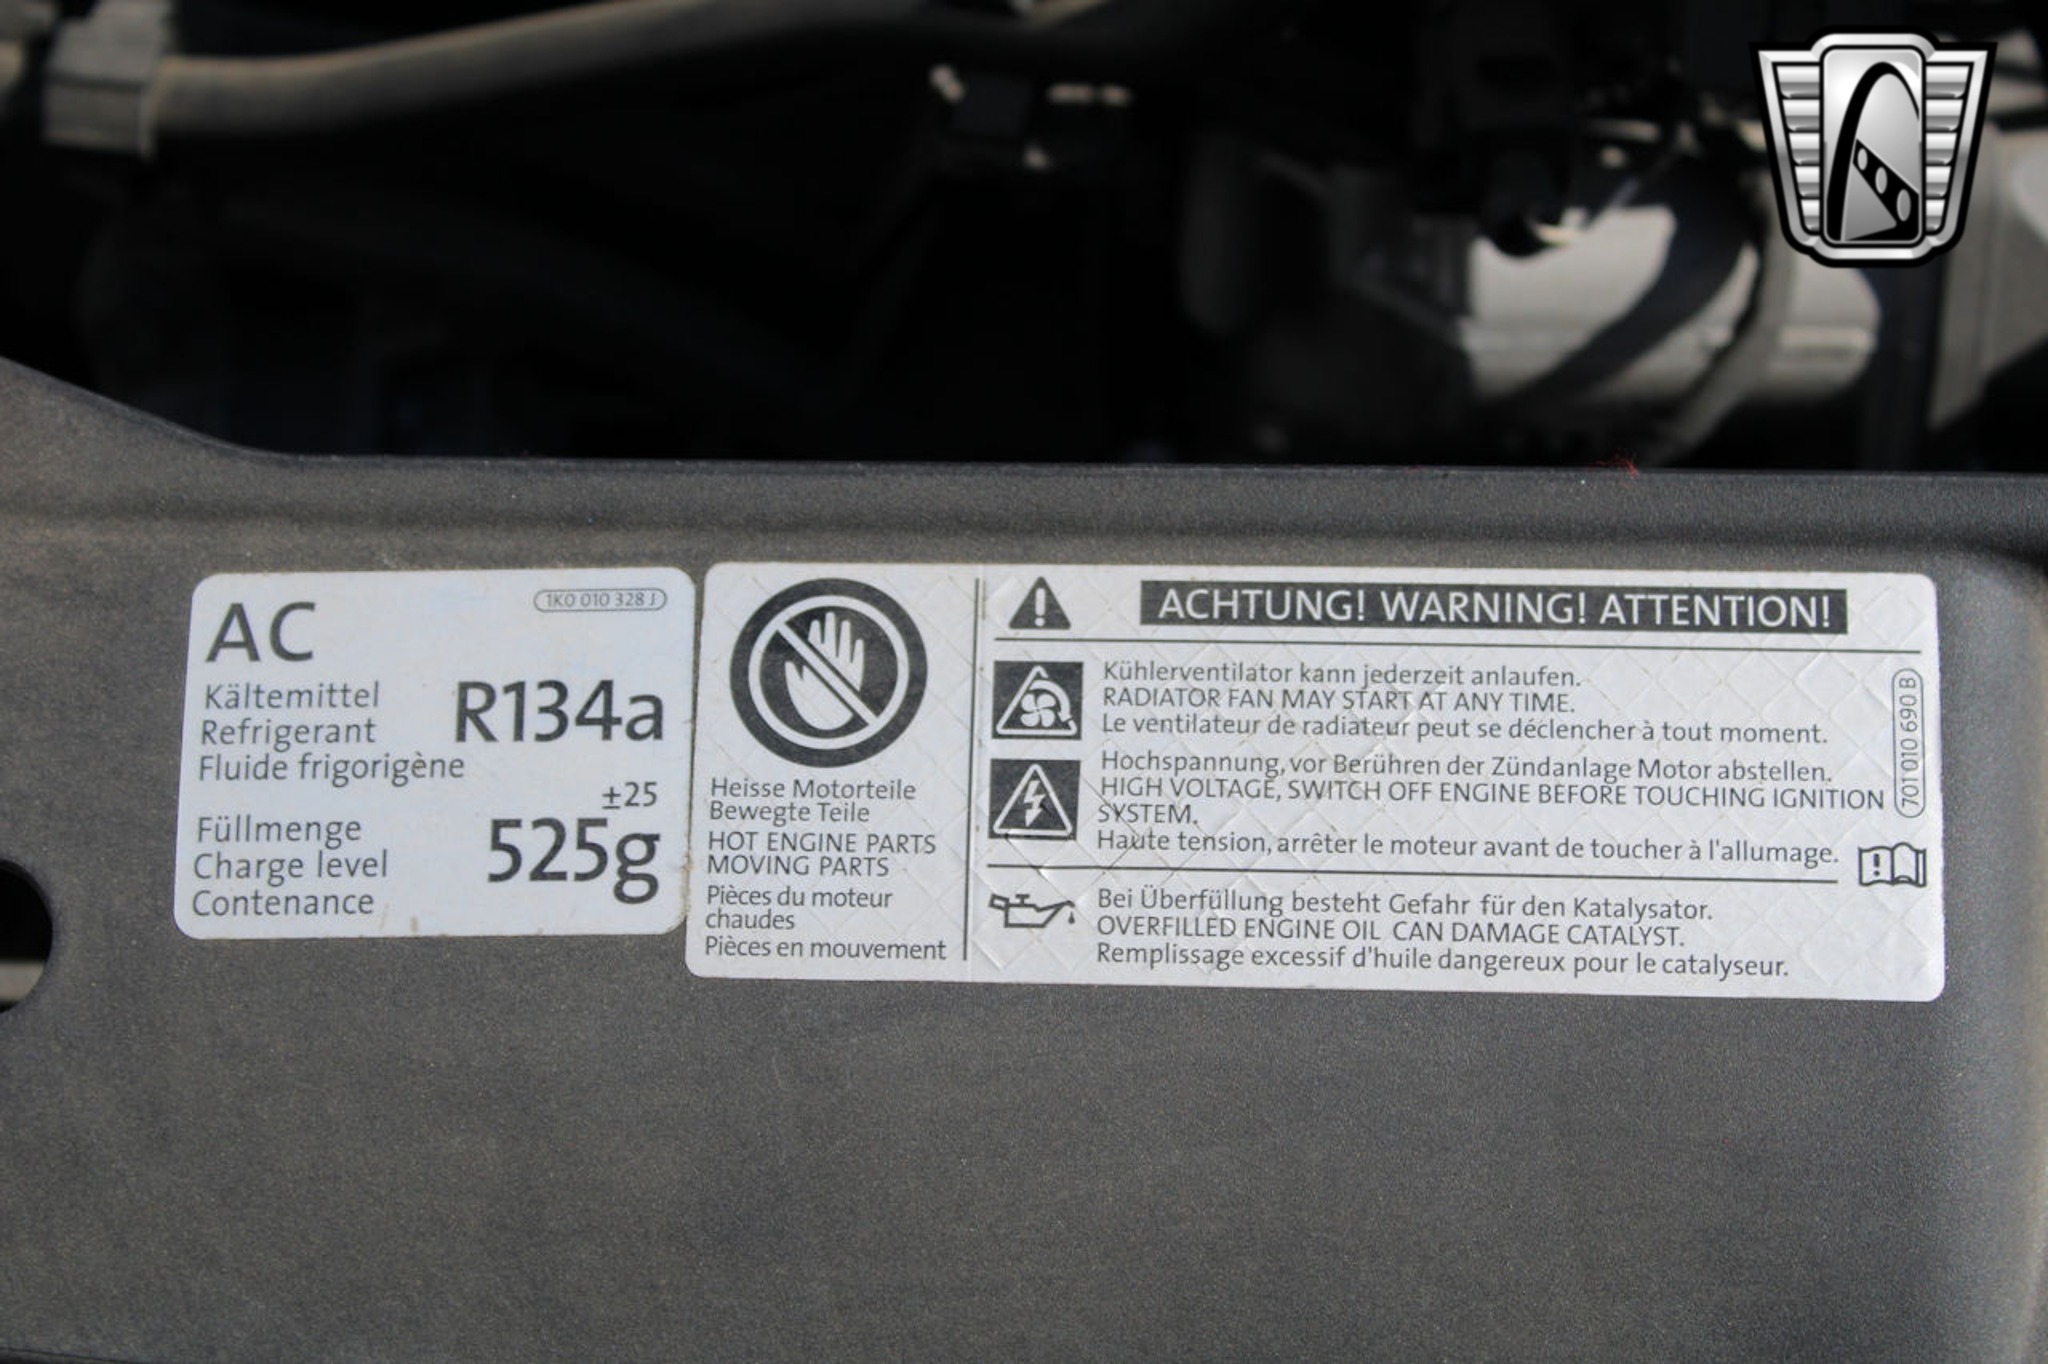 AC
1K0 010 328 J
Kältemittel
Refrigerant
Fluide frigorigène
R134a
±25
Füllmenge
Charge level
Contenance
525g
Heisse Motorteile
Bewegte Teile
HOT ENGINE PARTS
MOVING PARTS
Pièces du moteur
chaudes
Pièces en mouvement
ACHTUNG! WARNING! ATTENTION!
Kühlerventilator kann jederzeit anlaufen.
RADIATOR FAN MAY START AT ANY TIME.
Le ventilateur de radiateur peut se déclencher à tout moment.
Hochspannung, vor Berühren der Zündanlage Motor abstellen.
HIGH VOLTAGE, SWITCH OFF ENGINE BEFORE TOUCHING IGNITION
SYSTEM.
Haute tension, arrêter le moteur avant de toucher à l'allumage.
Bei Überfüllung besteht Gefahr für den Katalysator.
OVERFILLED ENGINE OIL CAN DAMAGE CATALYST.
Remplissage excessif d'huile dangereux pour le catalyseur.
701 010 690 B